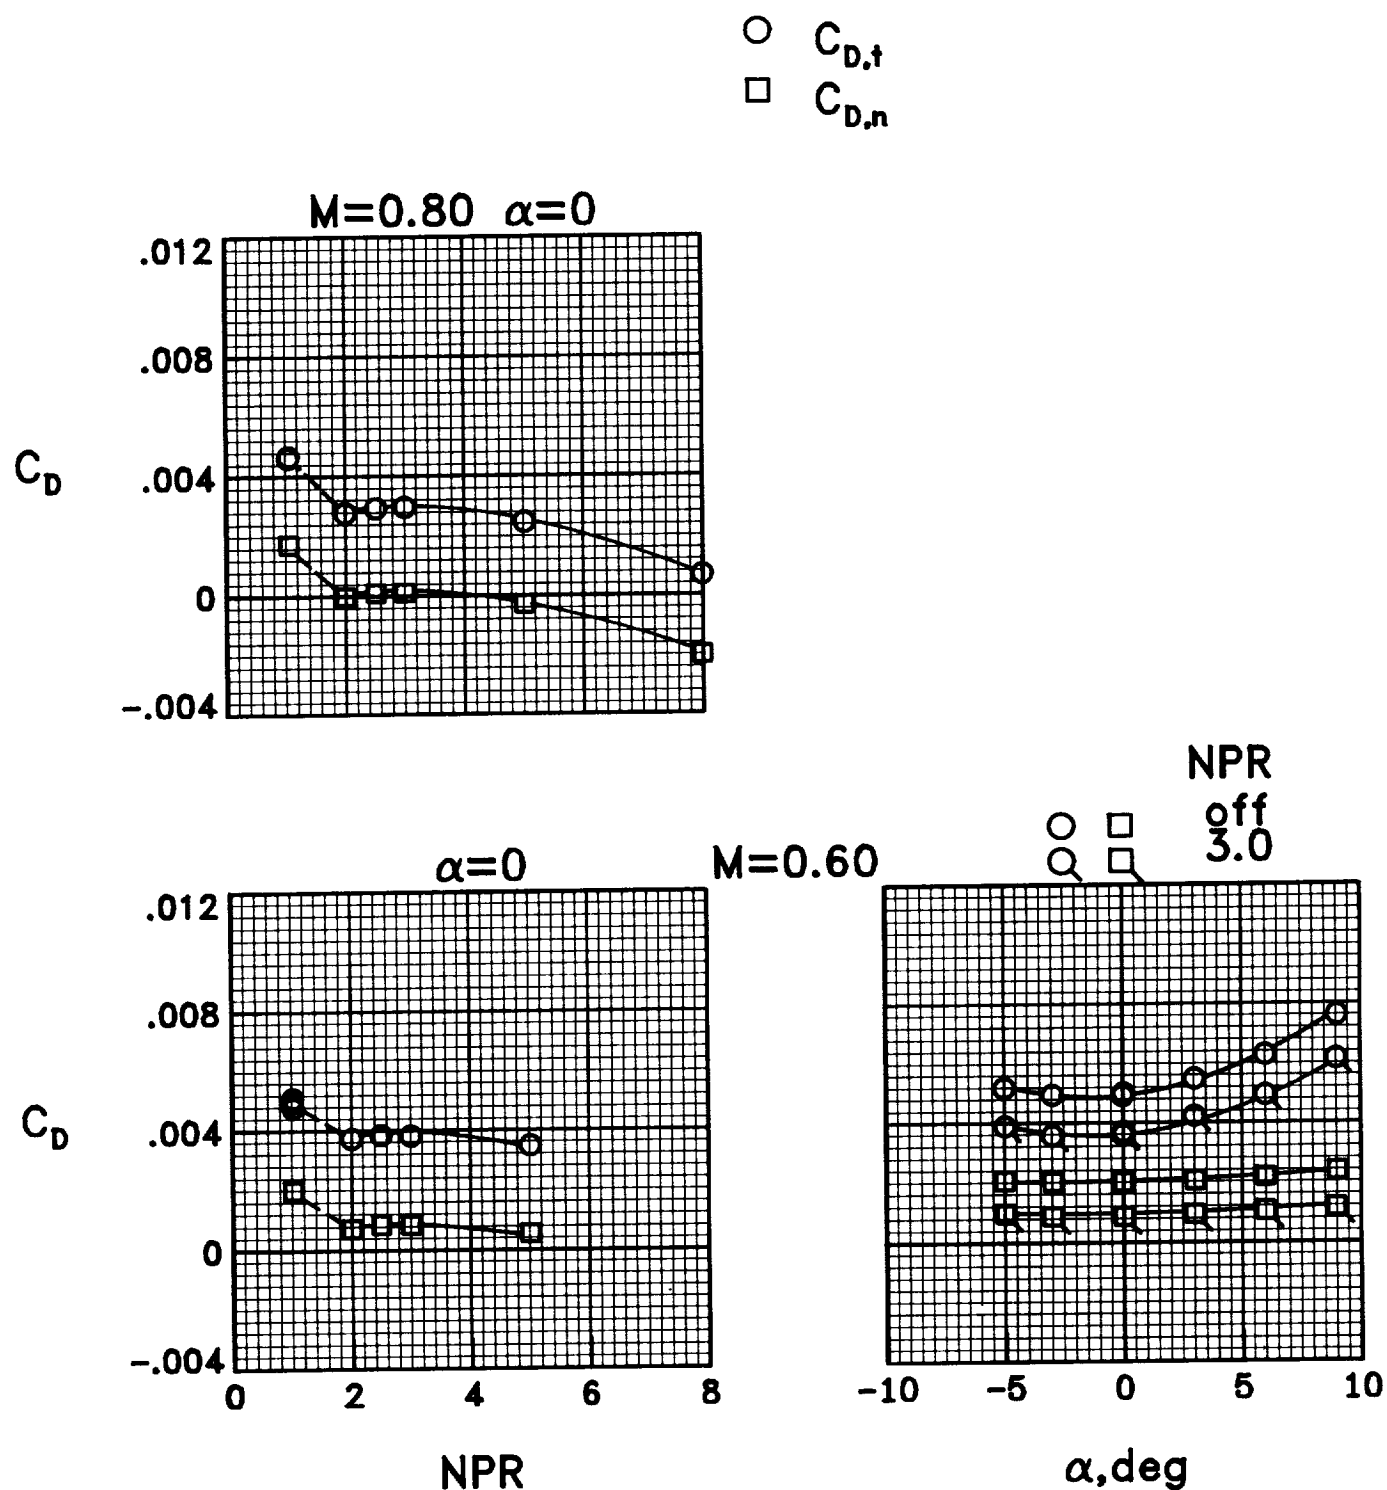 C_D,t
C_D,n
M=0.80 α=0
.012
.008
C_D
.004
0
-.004
NPR
off
3.0
α=0
M=0.60
.012
.008
C_D
.004
0
-.004
0 2 4 6 8
NPR
-10 -5 0 5 10
α,deg